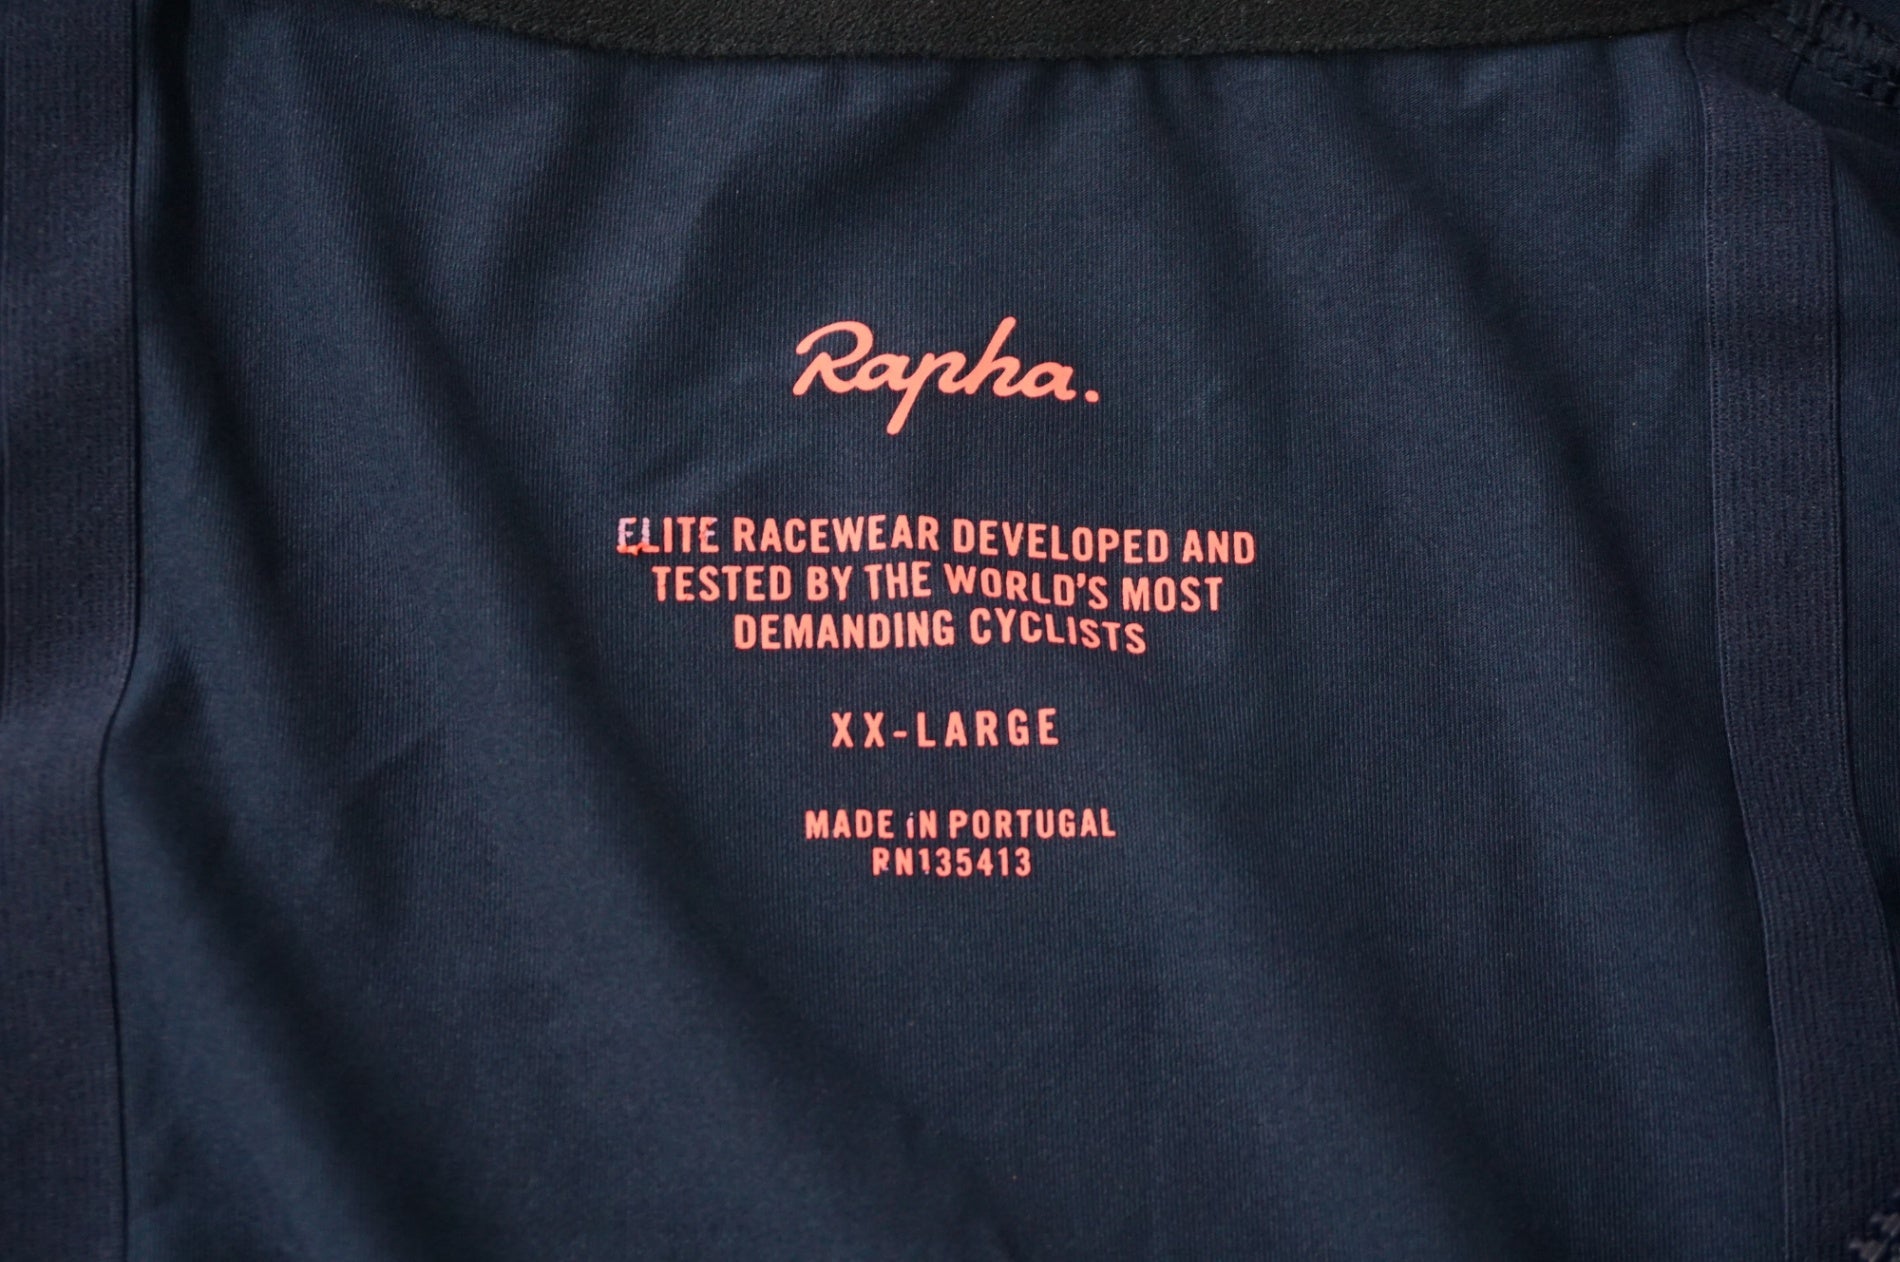 Rapha.
ELITE RACEWEAR DEVELOPED AND
TESTED BY THE WORLD'S MOST
DEMANDING CYCLISTS
XX-LARGE
MADE IN PORTUGAL
RN135413